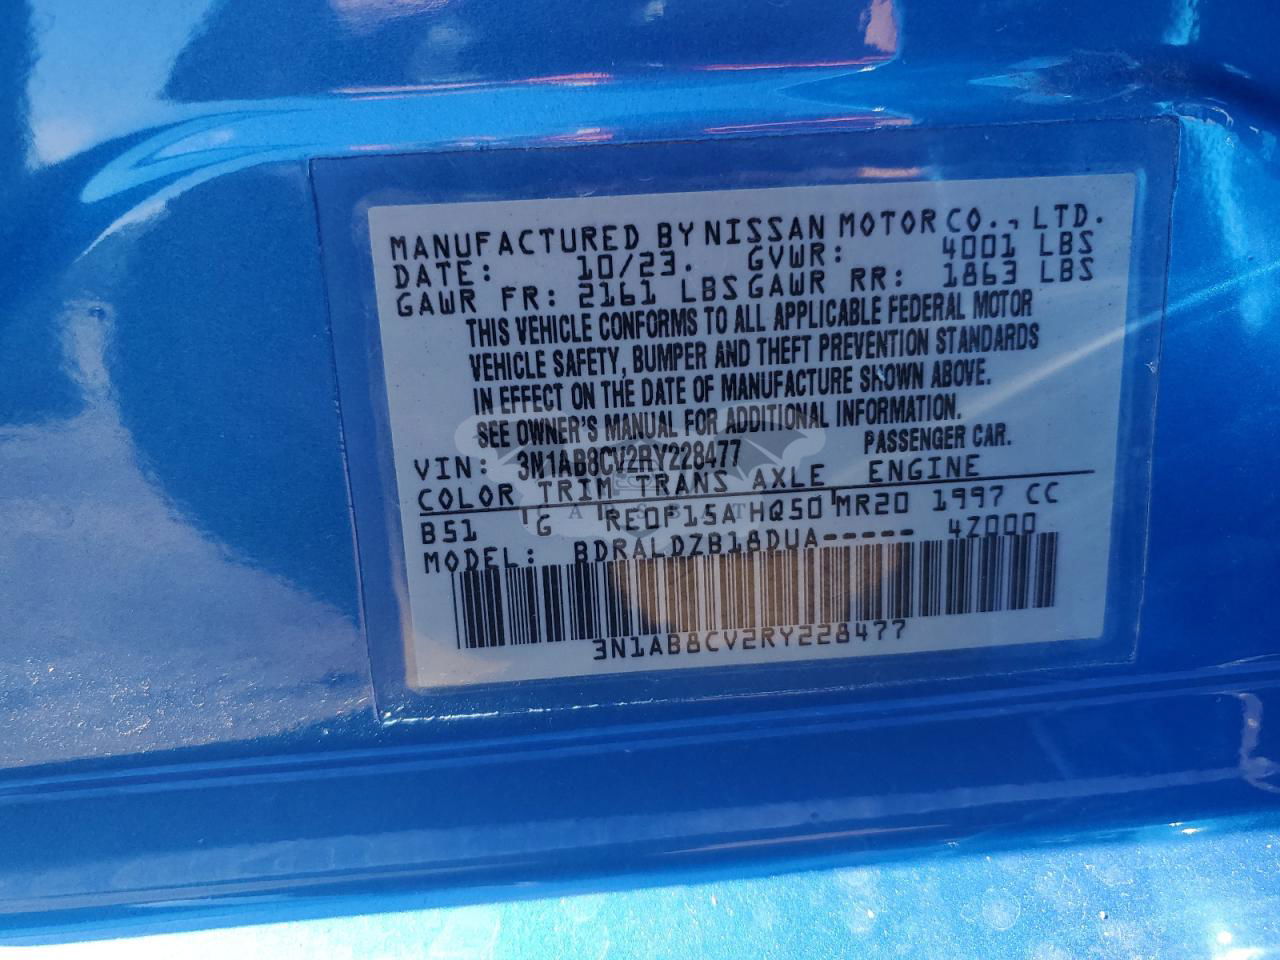 MANUFACTURED BY NISSAN MOTOR CO., LTD.
DATE: 10/23. GVWR: 4001 LBS
GAWR FR: 2161 LBS GAWR RR: 1863 LBS
THIS VEHICLE CONFORMS TO ALL APPLICABLE FEDERAL MOTOR
VEHICLE SAFETY, BUMPER AND THEFT PREVENTION STANDARDS
IN EFFECT ON THE DATE OF MANUFACTURE SHOWN ABOVE.
SEE OWNER'S MANUAL FOR ADDITIONAL INFORMATION.
VIN: 3N1AB8CV2RY228477 PASSENGER CAR.
COLOR TRIM TRANS AXLE ENGINE
B51 G RE0F15A HQ50 MR20 1997 CC
MODEL: BDRALDZB18DUA----- 4Z000
3N1AB8CV2RY228477